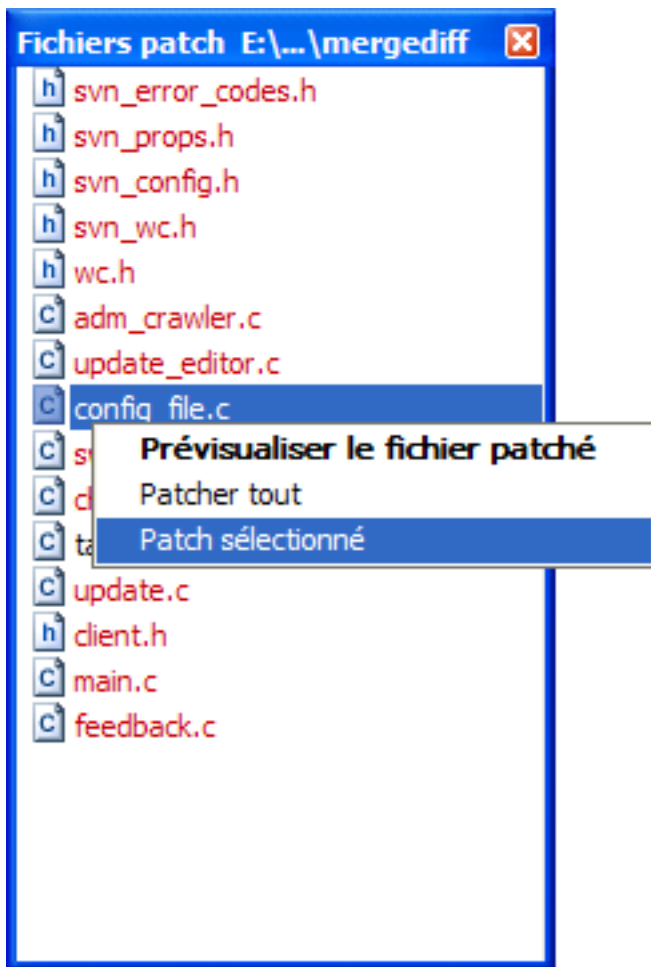 Fichiers patch E:\...\mergediff
svn_error_codes.h
svn_props.h
svn_config.h
svn_wc.h
wc.h
adm_crawler.c
update_editor.c
config_file.c
Prévisualiser le fichier patché
Patcher tout
Patch sélectionné
update.c
client.h
main.c
feedback.c